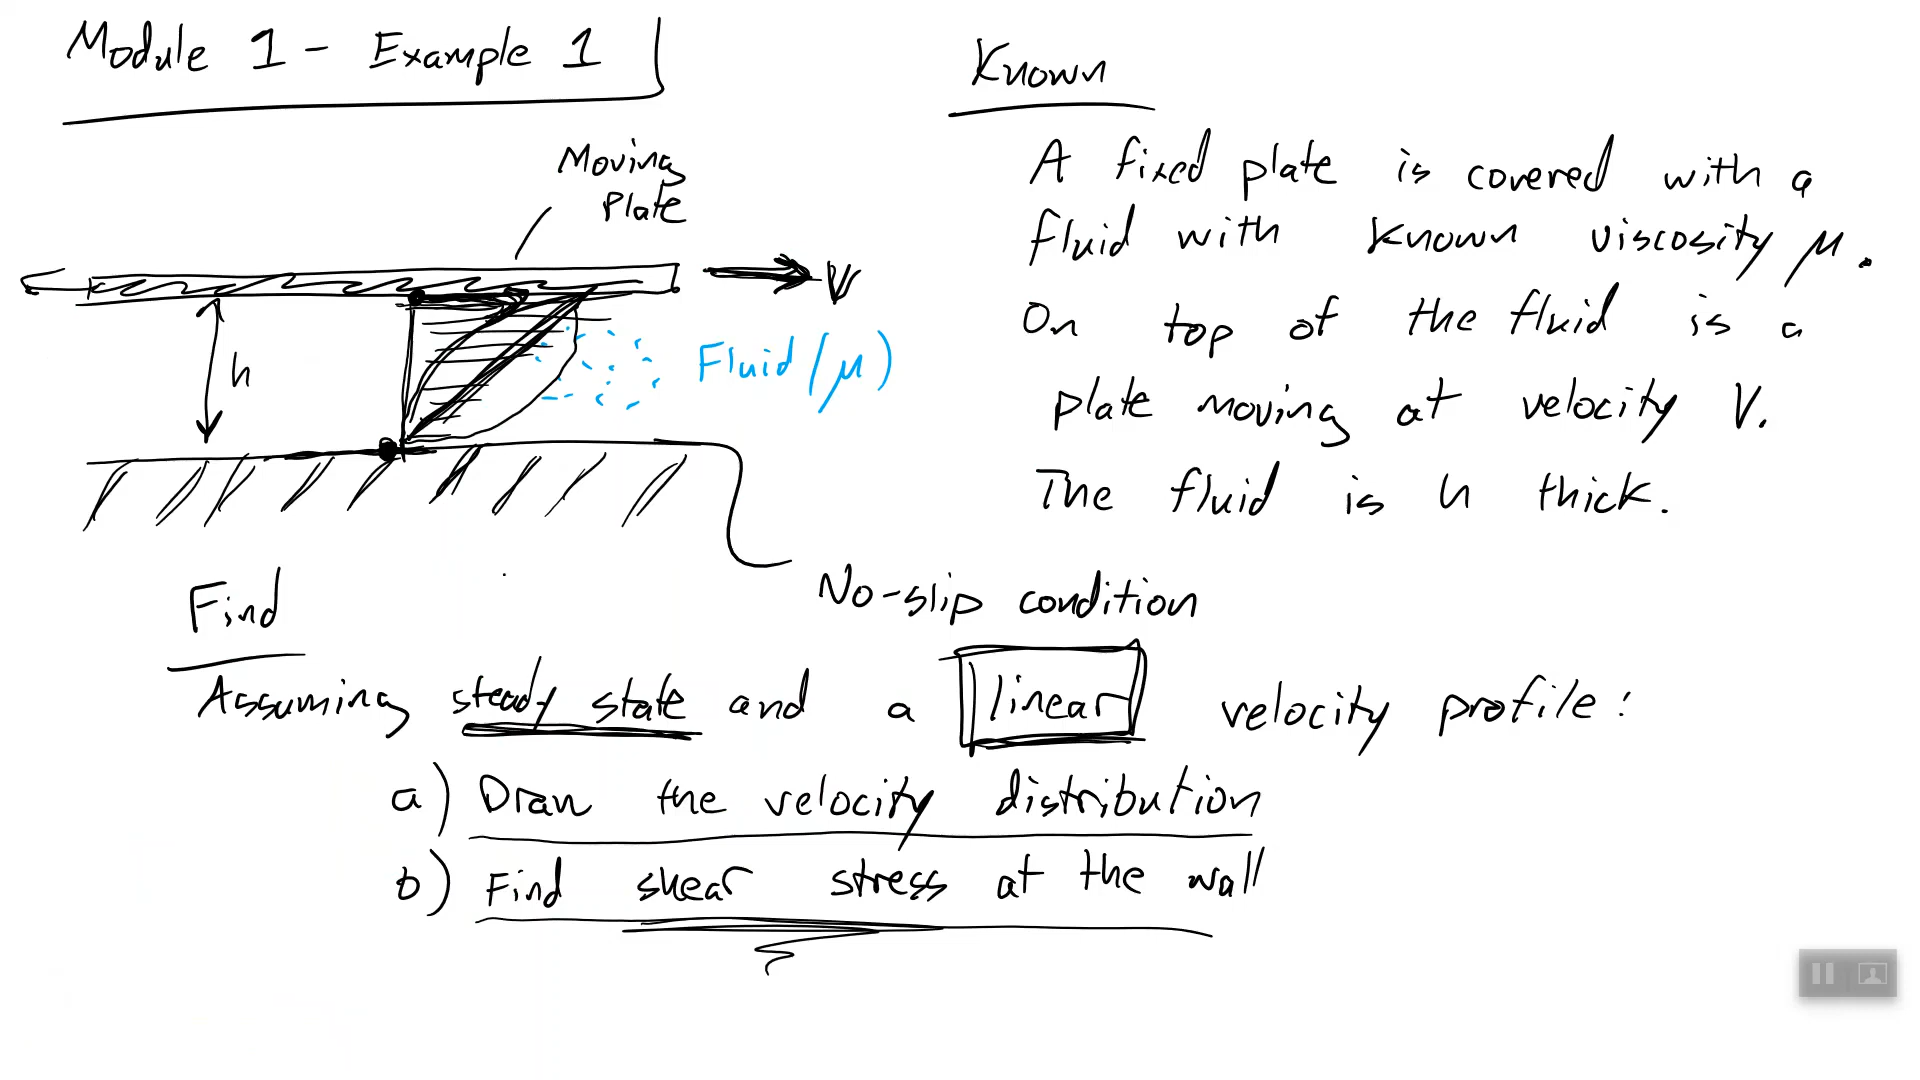 Module 1 - Example 1
Moving
Plate
V
h
Fluid (μ)
Known
A fixed plate is covered with a
fluid with known viscosity μ.
On top of the fluid is a
plate moving at velocity V.
The fluid is h thick.
No-slip condition
Find
Assuming steady state and a linear velocity profile:
a) Draw the velocity distribution
b) Find shear stress at the wall